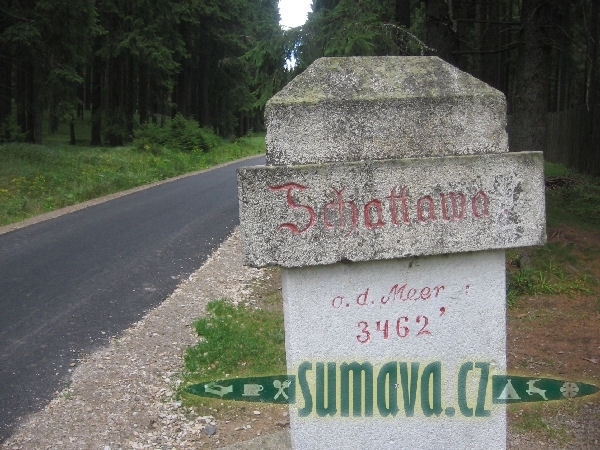 Schattawa
o. d. Meer
3462'
sumava.cz